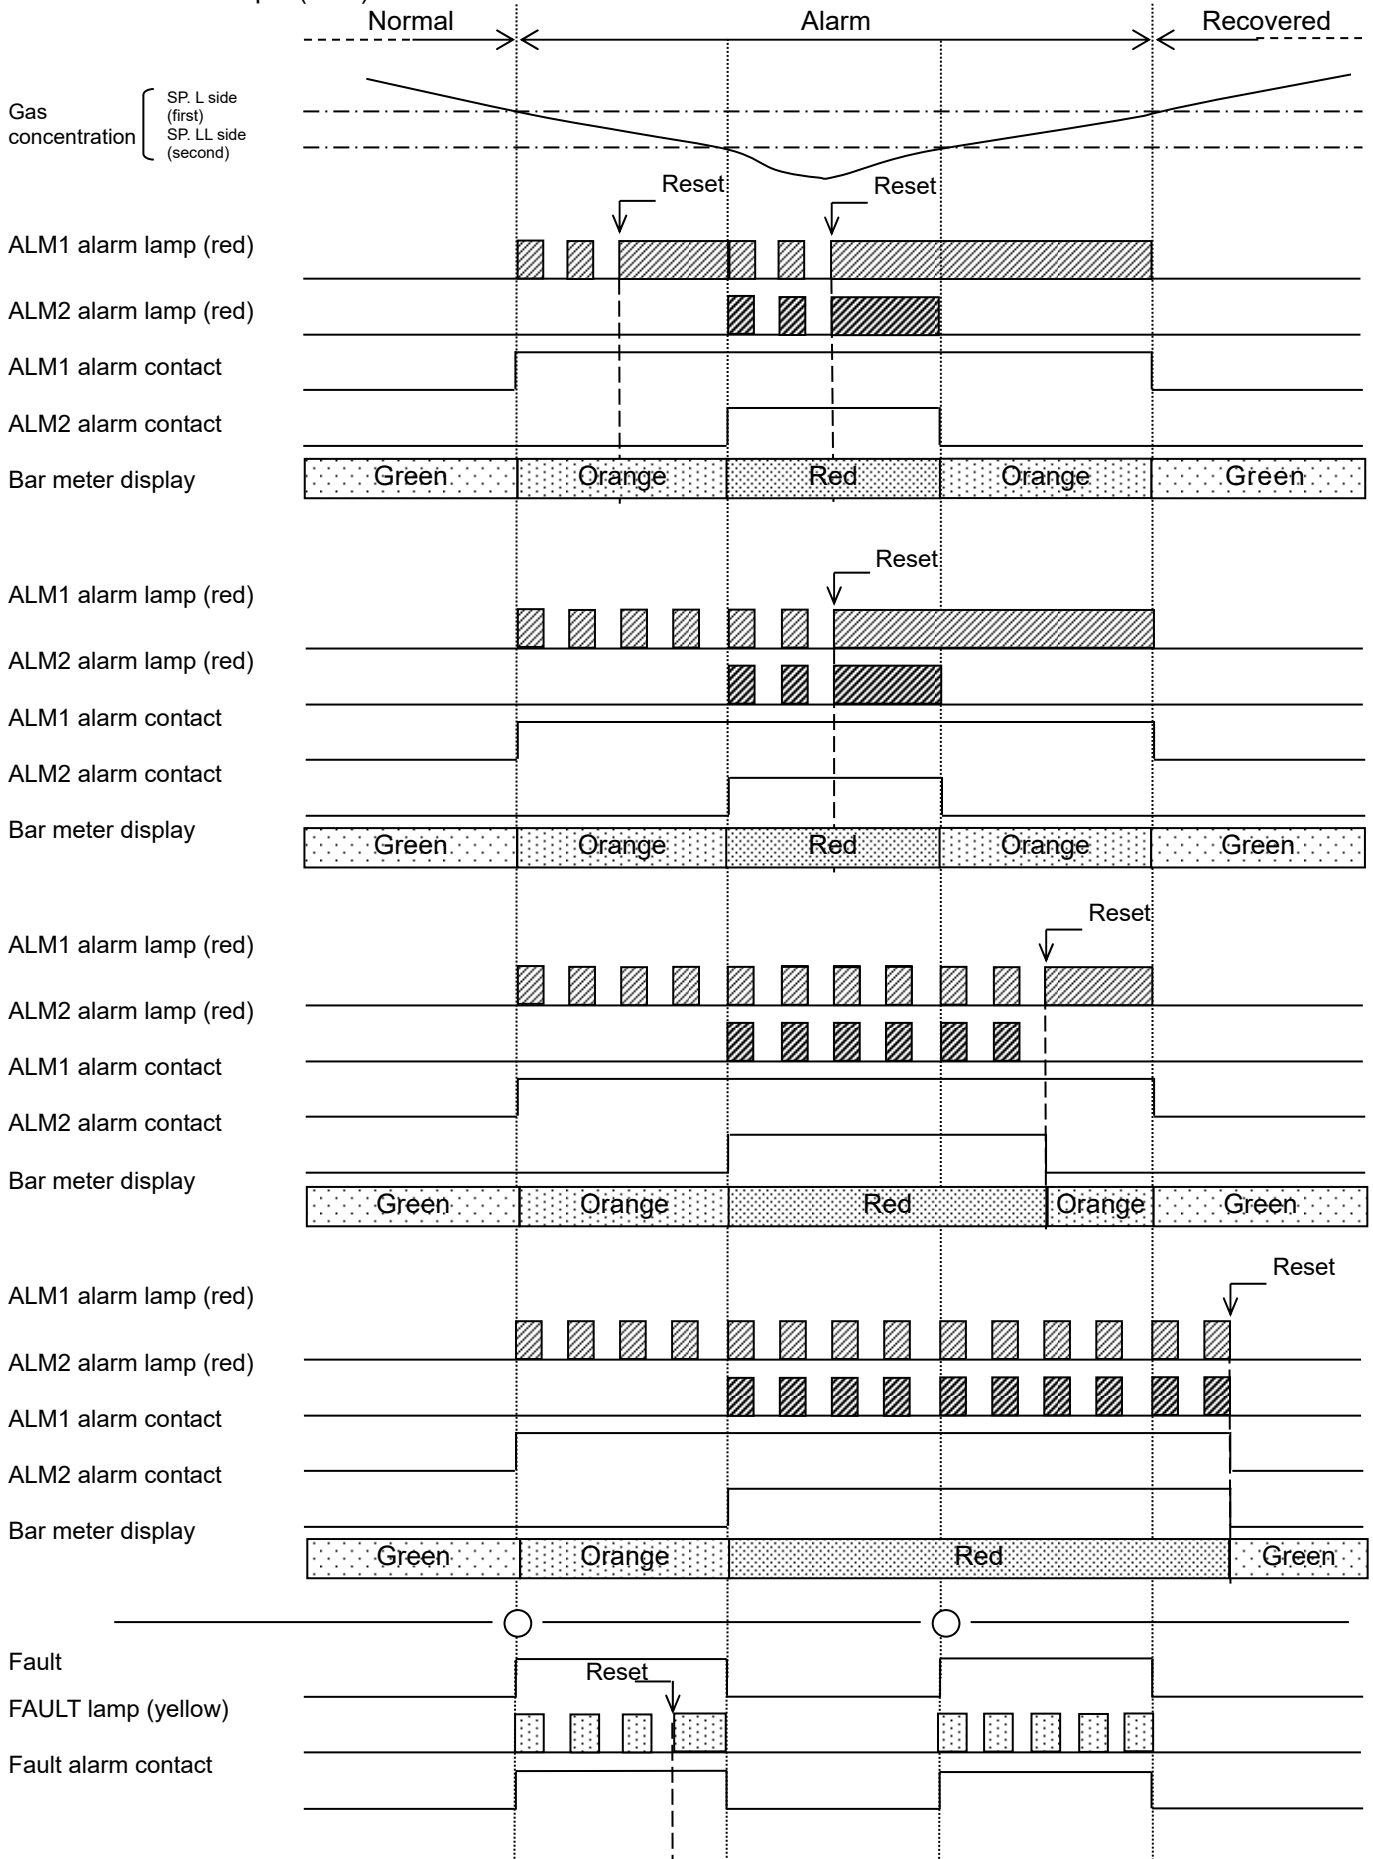 Normal Alarm Recovered
Gas concentration
SP. L side
(first)
SP. LL side
(second)
Reset Reset
ALM1 alarm lamp (red)
ALM2 alarm lamp (red)
ALM1 alarm contact
ALM2 alarm contact
Bar meter display Green Orange Red Orange Green
Reset
ALM1 alarm lamp (red)
ALM2 alarm lamp (red)
ALM1 alarm contact
ALM2 alarm contact
Bar meter display Green Orange Red Orange Green
Reset
ALM1 alarm lamp (red)
ALM2 alarm lamp (red)
ALM1 alarm contact
ALM2 alarm contact
Bar meter display Green Orange Red Orange Green
Reset
ALM1 alarm lamp (red)
ALM2 alarm lamp (red)
ALM1 alarm contact
ALM2 alarm contact
Bar meter display Green Orange Red Green
Fault
Reset
FAULT lamp (yellow)
Fault alarm contact